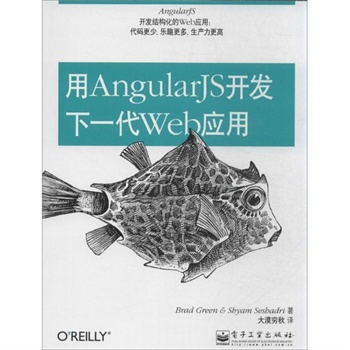 AngularJS
开发结构化的Web应用:
代码更少, 乐趣更多, 生产力更高
用AngularJS开发
下一代Web应用
Brad Green & Shyam Seshadri 著
大漠穷秋 译
O'REILLY®
電子工業出版社
PUBLISHING HOUSE OF ELECTRONICS INDUSTRY